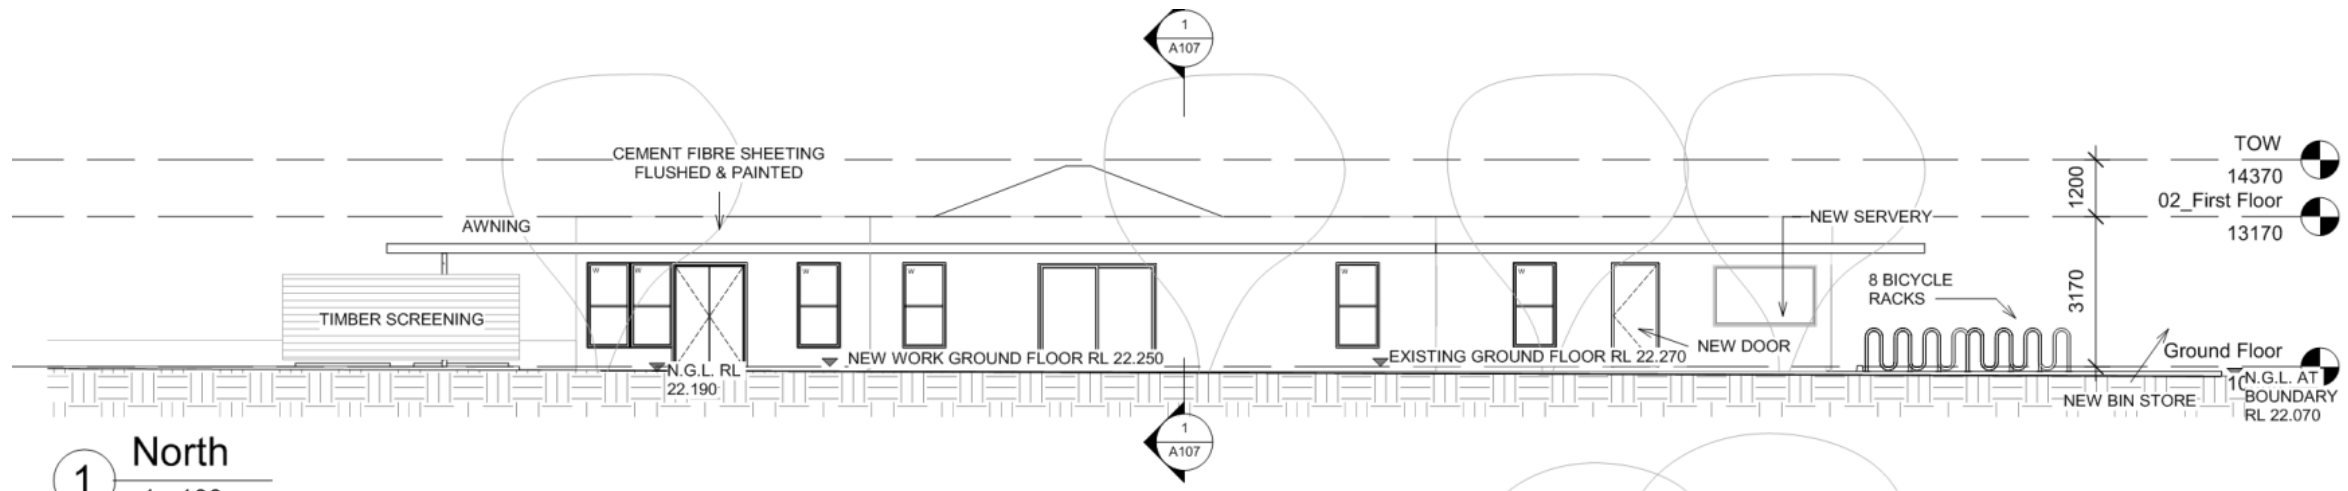 1
A107
CEMENT FIBRE SHEETING
FLUSHED & PAINTED
AWNING
TOW
14370
1200
02_First Floor
13170
NEW SERVERY
W
W
W
W
W
8 BICYCLE
RACKS
3170
TIMBER SCREENING
NEW DOOR
NEW WORK GROUND FLOOR RL 22.250
EXISTING GROUND FLOOR RL 22.270
Ground Floor
N.G.L. RL
22.190
NEW BIN STORE
N.G.L. AT
BOUNDARY
RL 22.070
1
A107
1
North